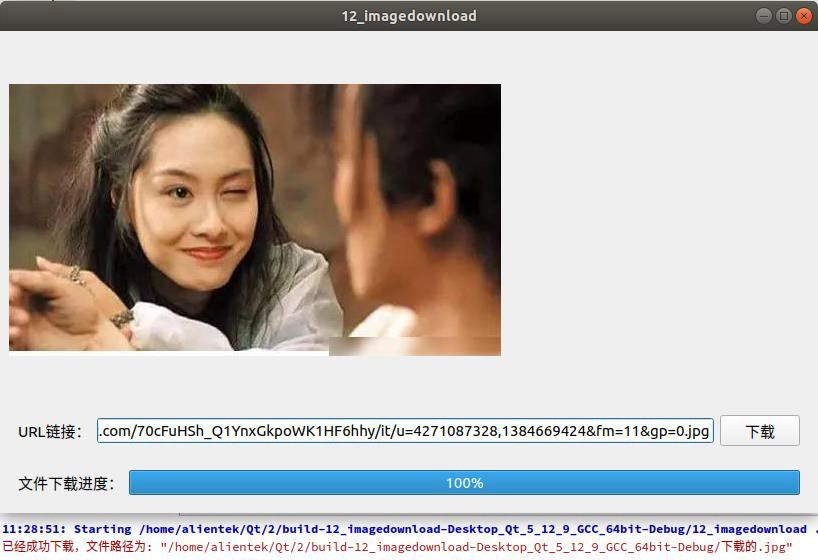 12_imagedownload
URL链接： .com/70cFuHSh_Q1YnxGkpoWK1HF6hhy/it/u=4271087328,1384669424&fm=11&gp=0.jpg 下载
文件下载进度： 100%
11:28:51: Starting /home/alientek/Qt/2/build-12_imagedownload-Desktop_Qt_5_12_9_GCC_64bit-Debug/12_imagedownload .
已经成功下载，文件路径为: "/home/alientek/Qt/2/build-12_imagedownload-Desktop_Qt_5_12_9_GCC_64bit-Debug/下载的.jpg"